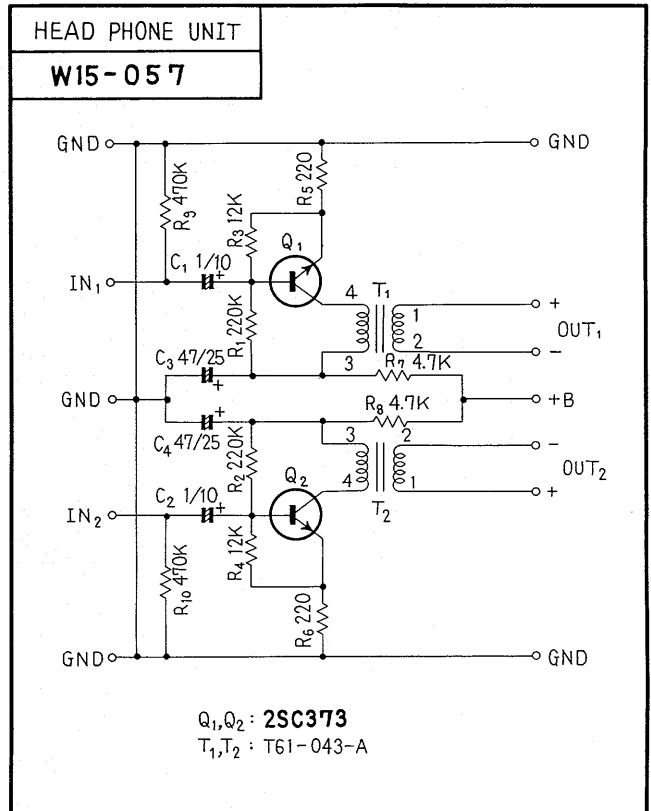 HEAD PHONE UNIT
W15-057
GND
GND
R9 470K
R5 220
R3 12K
Q1
C1 1/10
+
IN1
4
T1
1
+
OUT1
R1 220K
3
2
−
C3 47/25
+
R7 4.7K
GND
+B
R8 4.7K
C4 47/25
+
3
2
−
R2 220K
Q2
OUT2
4
1
+
C2 1/10
+
T2
IN2
R4 12K
R10 470K
R6 220
GND
GND
Q1,Q2 : 2SC373
T1,T2 : T61-043-A